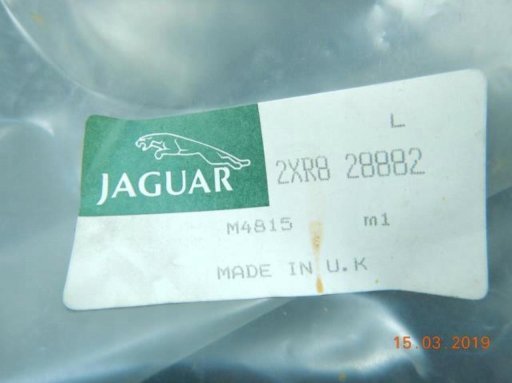 L
JAGUAR 2XR8 28882
M4815 m1
MADE IN U.K
15.03.2019